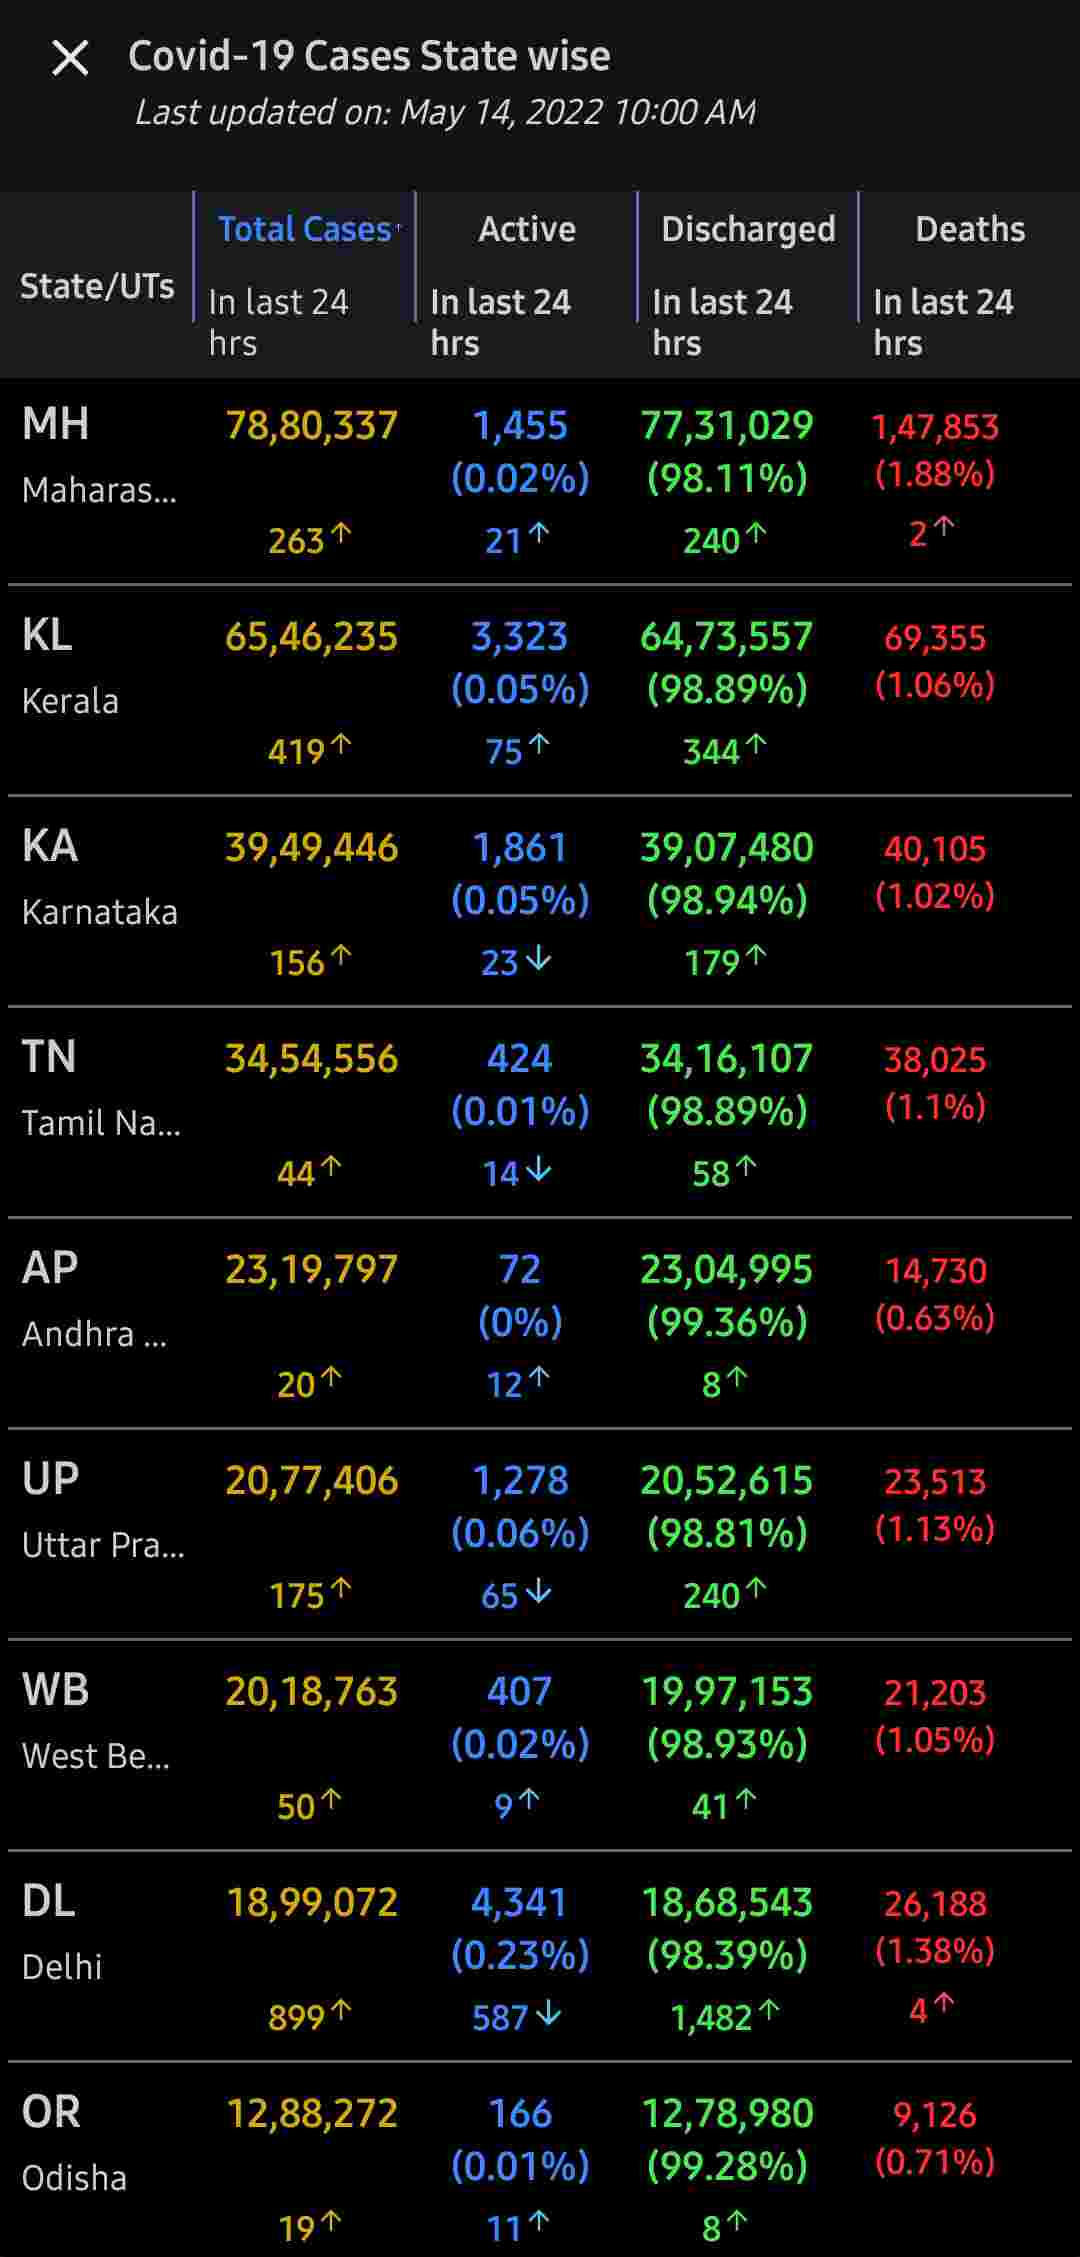 Covid-19 Cases State wise
Last updated on: May 14, 2022 10:00 AM
State/UTs
Total Cases↑
In last 24
hrs
Active
In last 24
hrs
Discharged
In last 24
hrs
Deaths
In last 24
hrs
MH
Maharas...
78,80,337
263↑
1,455
(0.02%)
21↑
77,31,029
(98.11%)
240↑
1,47,853
(1.88%)
2↑
KL
Kerala
65,46,235
419↑
3,323
(0.05%)
75↑
64,73,557
(98.89%)
344↑
69,355
(1.06%)
KA
Karnataka
39,49,446
156↑
1,861
(0.05%)
23↓
39,07,480
(98.94%)
179↑
40,105
(1.02%)
TN
Tamil Na...
34,54,556
44↑
424
(0.01%)
14↓
34,16,107
(98.89%)
58↑
38,025
(1.1%)
AP
Andhra ...
23,19,797
20↑
72
(0%)
12↑
23,04,995
(99.36%)
8↑
14,730
(0.63%)
UP
Uttar Pra...
20,77,406
175↑
1,278
(0.06%)
65↓
20,52,615
(98.81%)
240↑
23,513
(1.13%)
WB
West Be...
20,18,763
50↑
407
(0.02%)
9↑
19,97,153
(98.93%)
41↑
21,203
(1.05%)
DL
Delhi
18,99,072
899↑
4,341
(0.23%)
587↓
18,68,543
(98.39%)
1,482↑
26,188
(1.38%)
4↑
OR
Odisha
12,88,272
19↑
166
(0.01%)
11↑
12,78,980
(99.28%)
8↑
9,126
(0.71%)